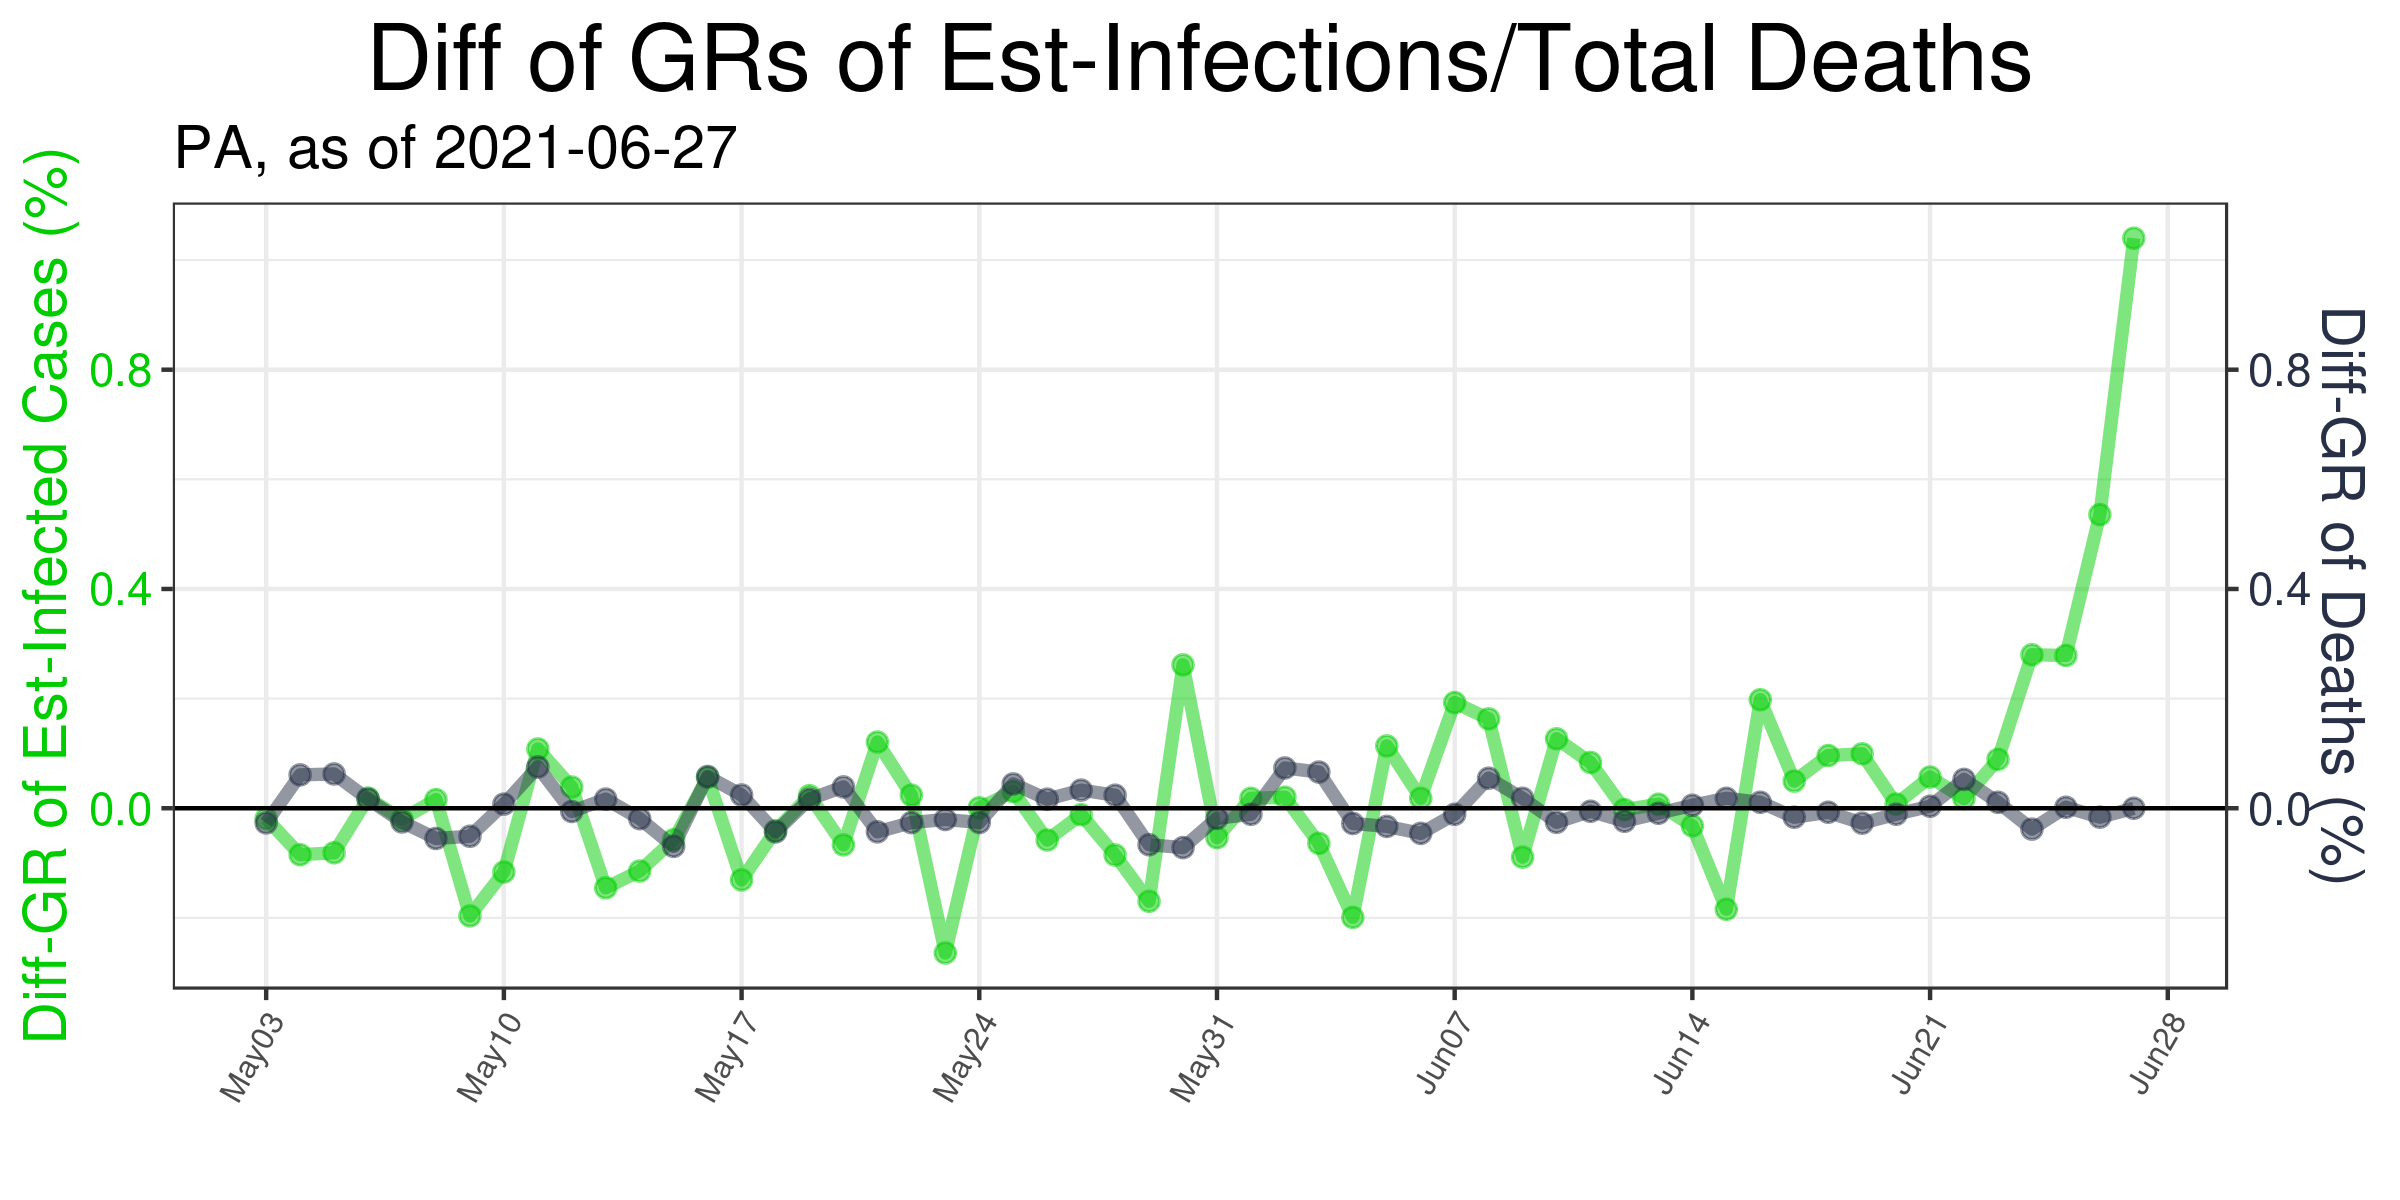 Diff of GRs of Est-Infections/Total Deaths
PA, as of 2021-06-27
Diff-GR of Est-Infected Cases (%)
0.8
0.4
0.0
0.8
0.4
0.0
Diff-GR of Deaths (%)
May03
May10
May17
May24
May31
Jun07
Jun14
Jun21
Jun28